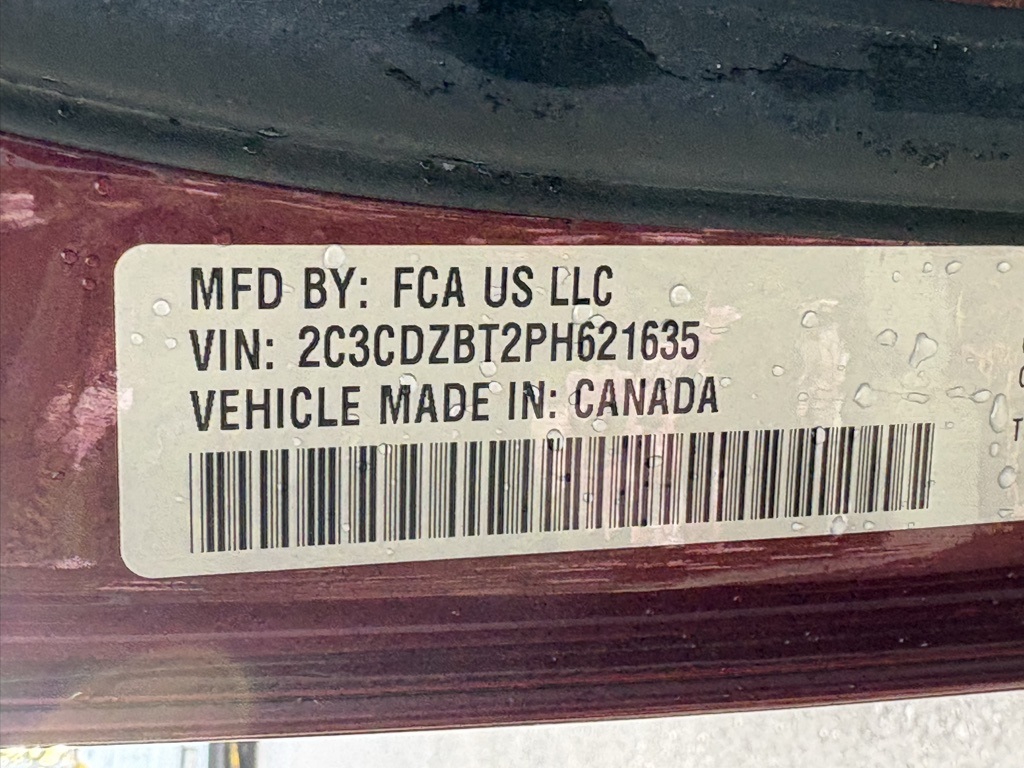 MFD BY: FCA US LLC
VIN: 2C3CDZBT2PH621635
VEHICLE MADE IN: CANADA